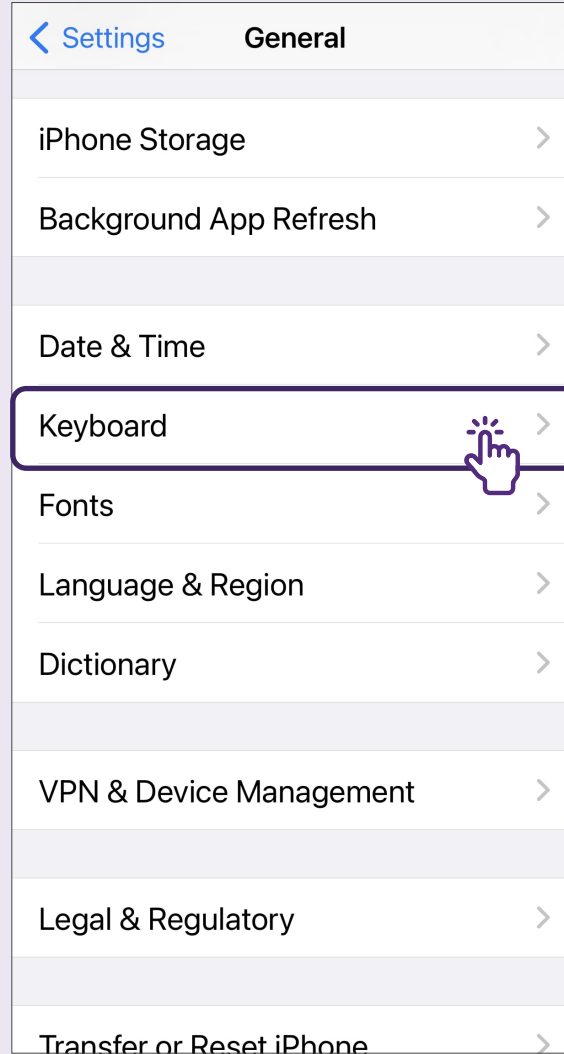 Settings General
iPhone Storage
Background App Refresh
Date & Time
Keyboard
Fonts
Language & Region
Dictionary
VPN & Device Management
Legal & Regulatory
Transfer or Reset iPhone